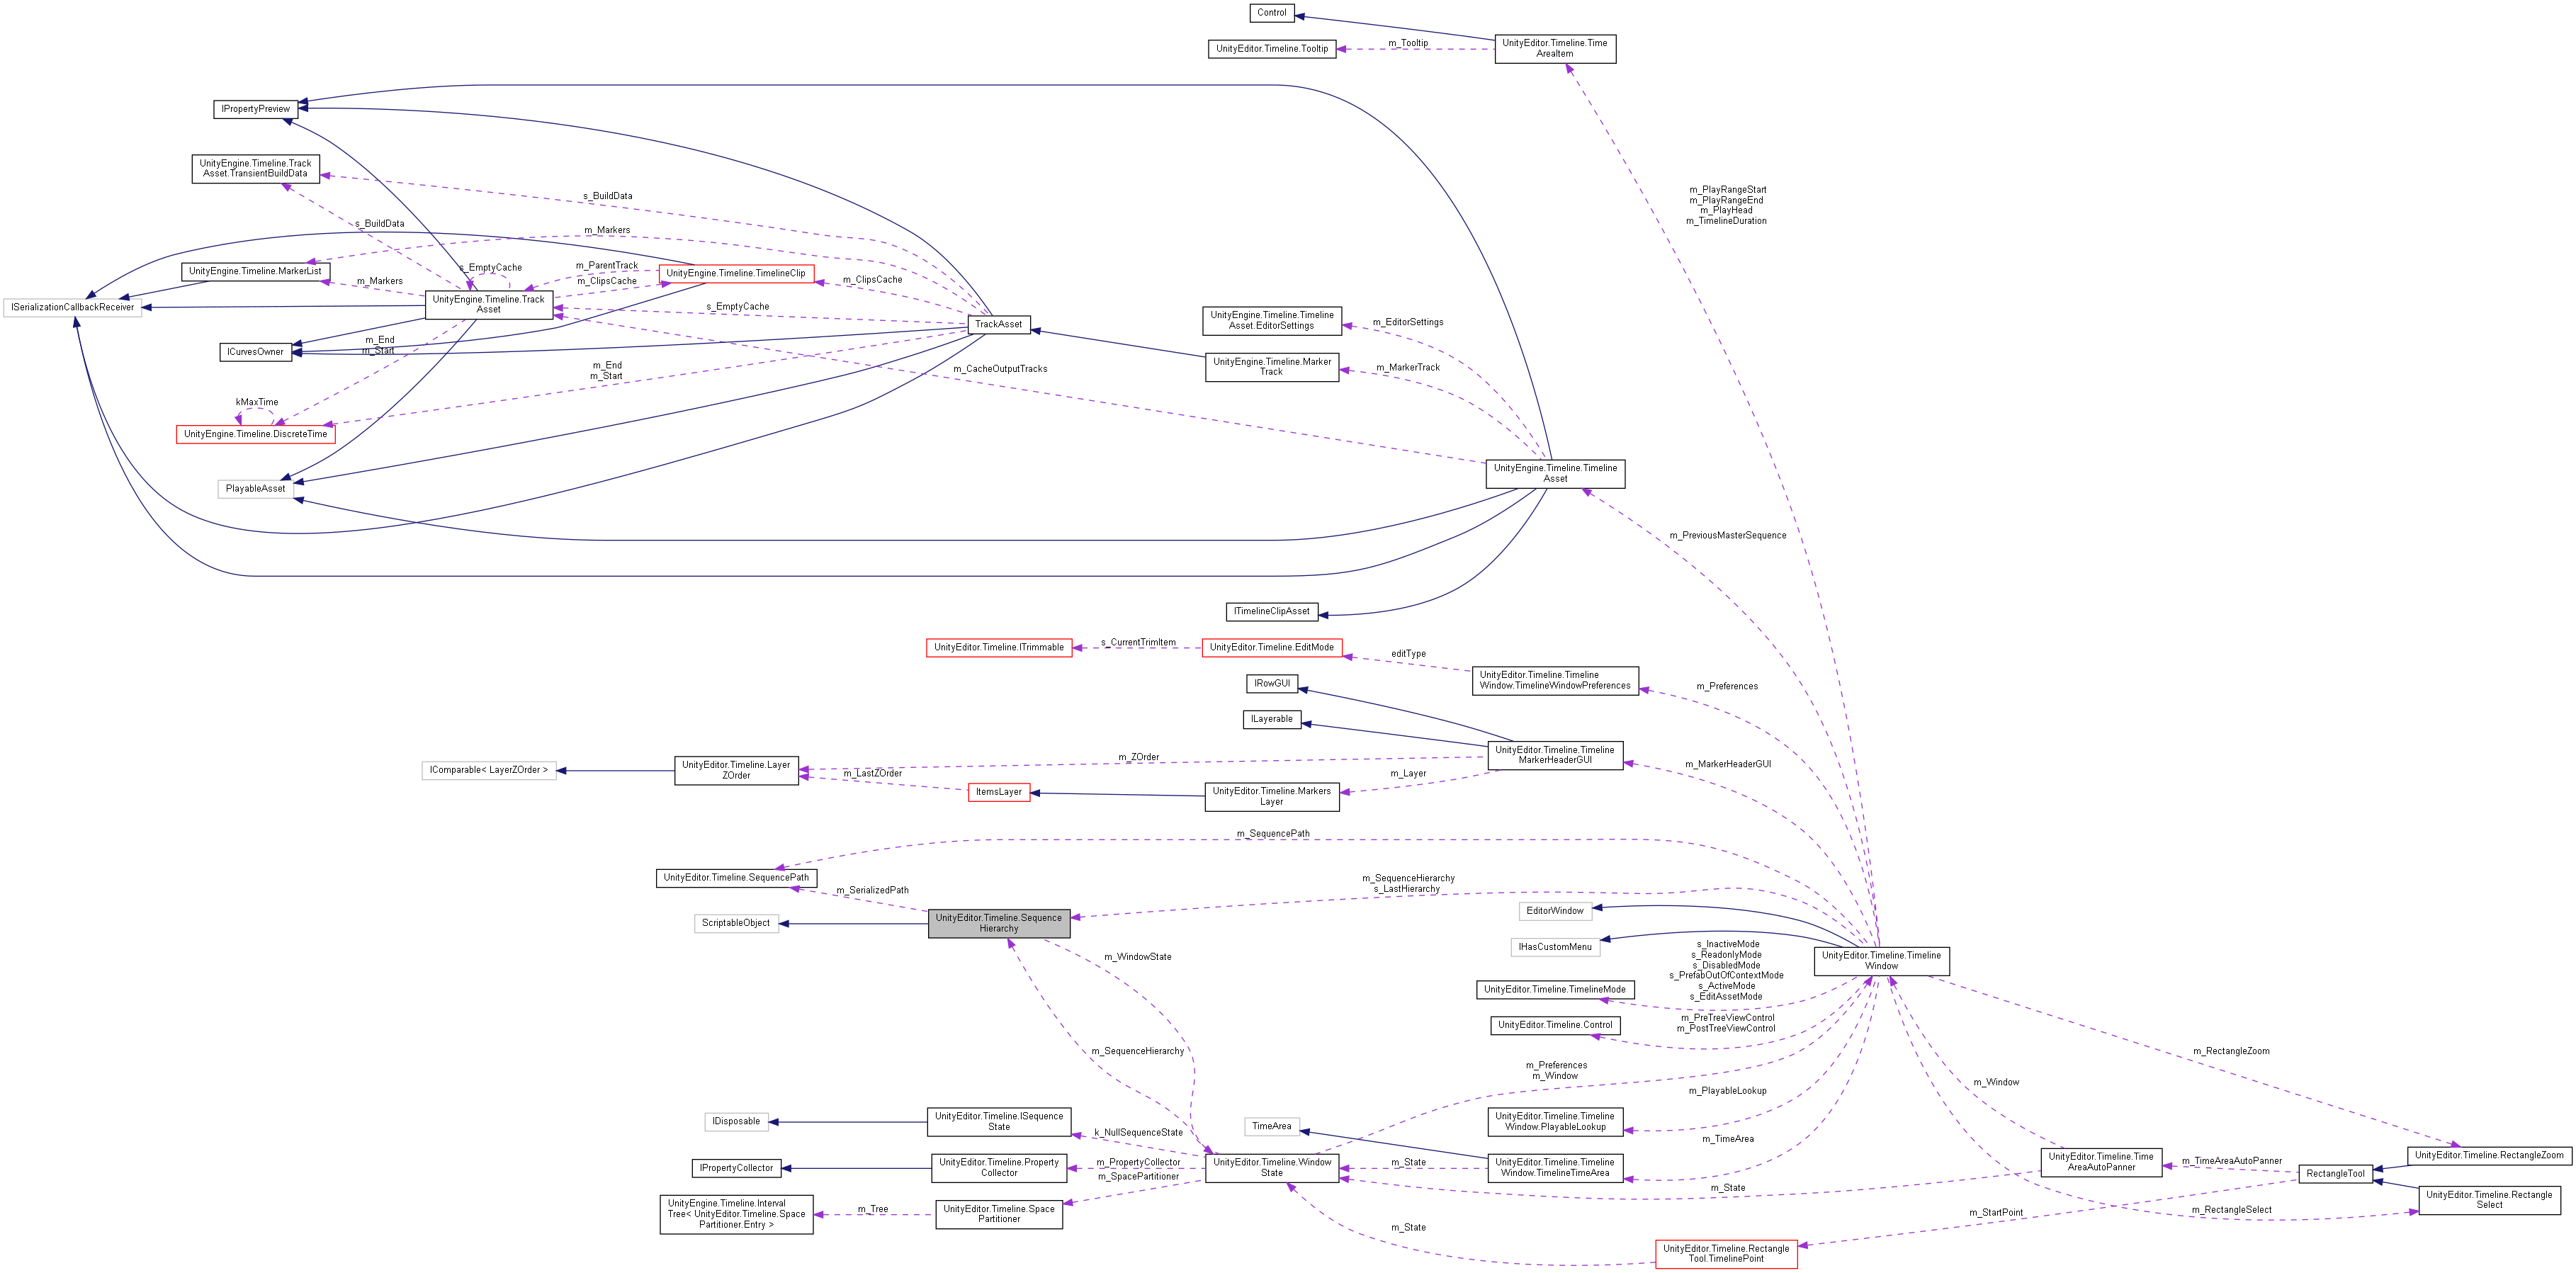 Control
UnityEditor.Timeline.Tooltip
m_Tooltip
UnityEditor.Timeline.Time
AreaItem
IPropertyPreview
UnityEngine.Timeline.Track
Asset.TransientBuildData
s_BuildData
m_PlayRangeStart
m_PlayRangeEnd
m_PlayHead
m_TimelineDuration
s_BuildData
m_Markers
UnityEngine.Timeline.MarkerList
s_EmptyCache
m_ParentTrack
UnityEngine.Timeline.TimelineClip
m_Markers
m_ClipsCache
m_ClipsCache
ISerializationCallbackReceiver
UnityEngine.Timeline.Track
Asset
s_EmptyCache
TrackAsset
UnityEngine.Timeline.Timeline
Asset.EditorSettings
m_EditorSettings
ICurvesOwner
m_End
m_Start
m_End
m_Start
m_CacheOutputTracks
UnityEngine.Timeline.Marker
Track
m_MarkerTrack
kMaxTime
UnityEngine.Timeline.DiscreteTime
PlayableAsset
UnityEngine.Timeline.Timeline
Asset
m_PreviousMasterSequence
ITimelineClipAsset
UnityEditor.Timeline.ITrimmable
s_CurrentTrimItem
UnityEditor.Timeline.EditMode
editType
UnityEditor.Timeline.Timeline
Window.TimelineWindowPreferences
m_Preferences
IRowGUI
ILayerable
UnityEditor.Timeline.Timeline
MarkerHeaderGUI
m_MarkerHeaderGUI
IComparable< LayerZOrder >
UnityEditor.Timeline.Layer
ZOrder
m_ZOrder
m_LastZOrder
m_Layer
ItemsLayer
UnityEditor.Timeline.Markers
Layer
m_SequencePath
UnityEditor.Timeline.SequencePath
m_SerializedPath
m_SequenceHierarchy
s_LastHierarchy
ScriptableObject
UnityEditor.Timeline.Sequence
Hierarchy
EditorWindow
IHasCustomMenu
m_WindowState
s_InactiveMode
s_ReadonlyMode
s_DisabledMode
s_PrefabOutOfContextMode
s_ActiveMode
s_EditAssetMode
UnityEditor.Timeline.Timeline
Window
UnityEditor.Timeline.TimelineMode
UnityEditor.Timeline.Control
m_PreTreeViewControl
m_PostTreeViewControl
m_SequenceHierarchy
m_Preferences
m_Window
m_RectangleZoom
m_Window
m_PlayableLookup
IDisposable
UnityEditor.Timeline.ISequence
State
k_NullSequenceState
TimeArea
UnityEditor.Timeline.Timeline
Window.PlayableLookup
m_TimeArea
IPropertyCollector
UnityEditor.Timeline.Property
Collector
m_PropertyCollector
m_SpacePartitioner
UnityEditor.Timeline.Window
State
m_State
UnityEditor.Timeline.Timeline
Window.TimelineTimeArea
m_State
UnityEditor.Timeline.Time
AreaAutoPanner
m_TimeAreaAutoPanner
RectangleTool
UnityEditor.Timeline.RectangleZoom
UnityEngine.Timeline.Interval
Tree< UnityEditor.Timeline.Space
Partitioner.Entry >
m_Tree
UnityEditor.Timeline.Space
Partitioner
m_State
m_RectangleSelect
m_StartPoint
UnityEditor.Timeline.Rectangle
Select
UnityEditor.Timeline.Rectangle
Tool.TimelinePoint